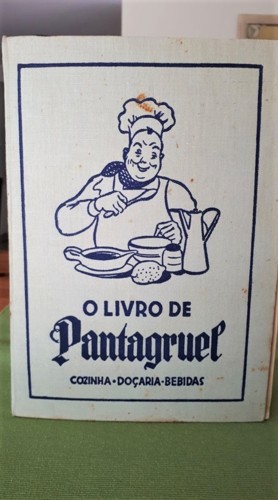 O LIVRO DE
Pantagruel
COZINHA·DOÇARIA·BEBIDAS